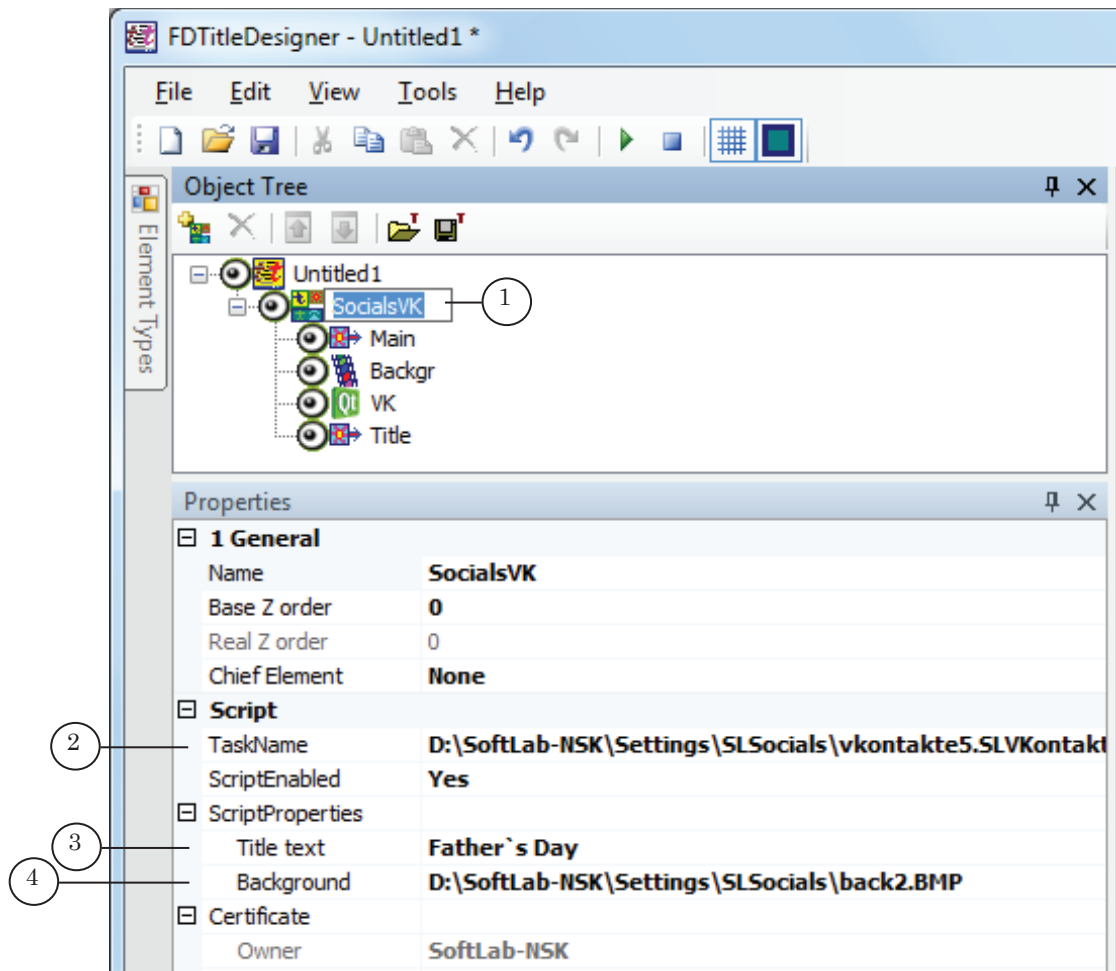 FDTitleDesigner - Untitled1 *
File Edit View Tools Help
Object Tree
Element Types
Untitled1
SocialsVK
1
Main
Backgr
Qt VK
Title
Properties
1 General
Name SocialsVK
Base Z order 0
Real Z order 0
Chief Element None
Script
2 TaskName D:\SoftLab-NSK\Settings\SLSocials\vkontakte5.SLVKontakt
ScriptEnabled Yes
ScriptProperties
3 Title text Father`s Day
4 Background D:\SoftLab-NSK\Settings\SLSocials\back2.BMP
Certificate
Owner SoftLab-NSK